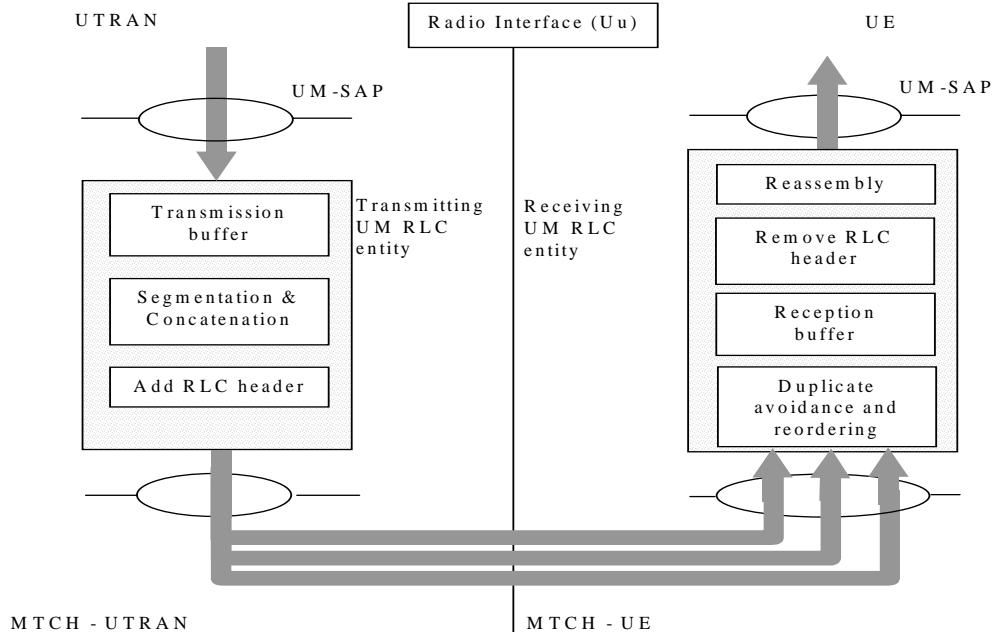 UTRAN
Radio Interface (Uu)
UE
UM-SAP
UM-SAP
Transmission
buffer
Segmentation &
Concatenation
Add RLC header
Transmitting
UM RLC
entity
Receiving
UM RLC
entity
Reassembly
Remove RLC
header
Reception
buffer
Duplicate
avoidance and
reordering
MTCH - UTRAN
MTCH - UE